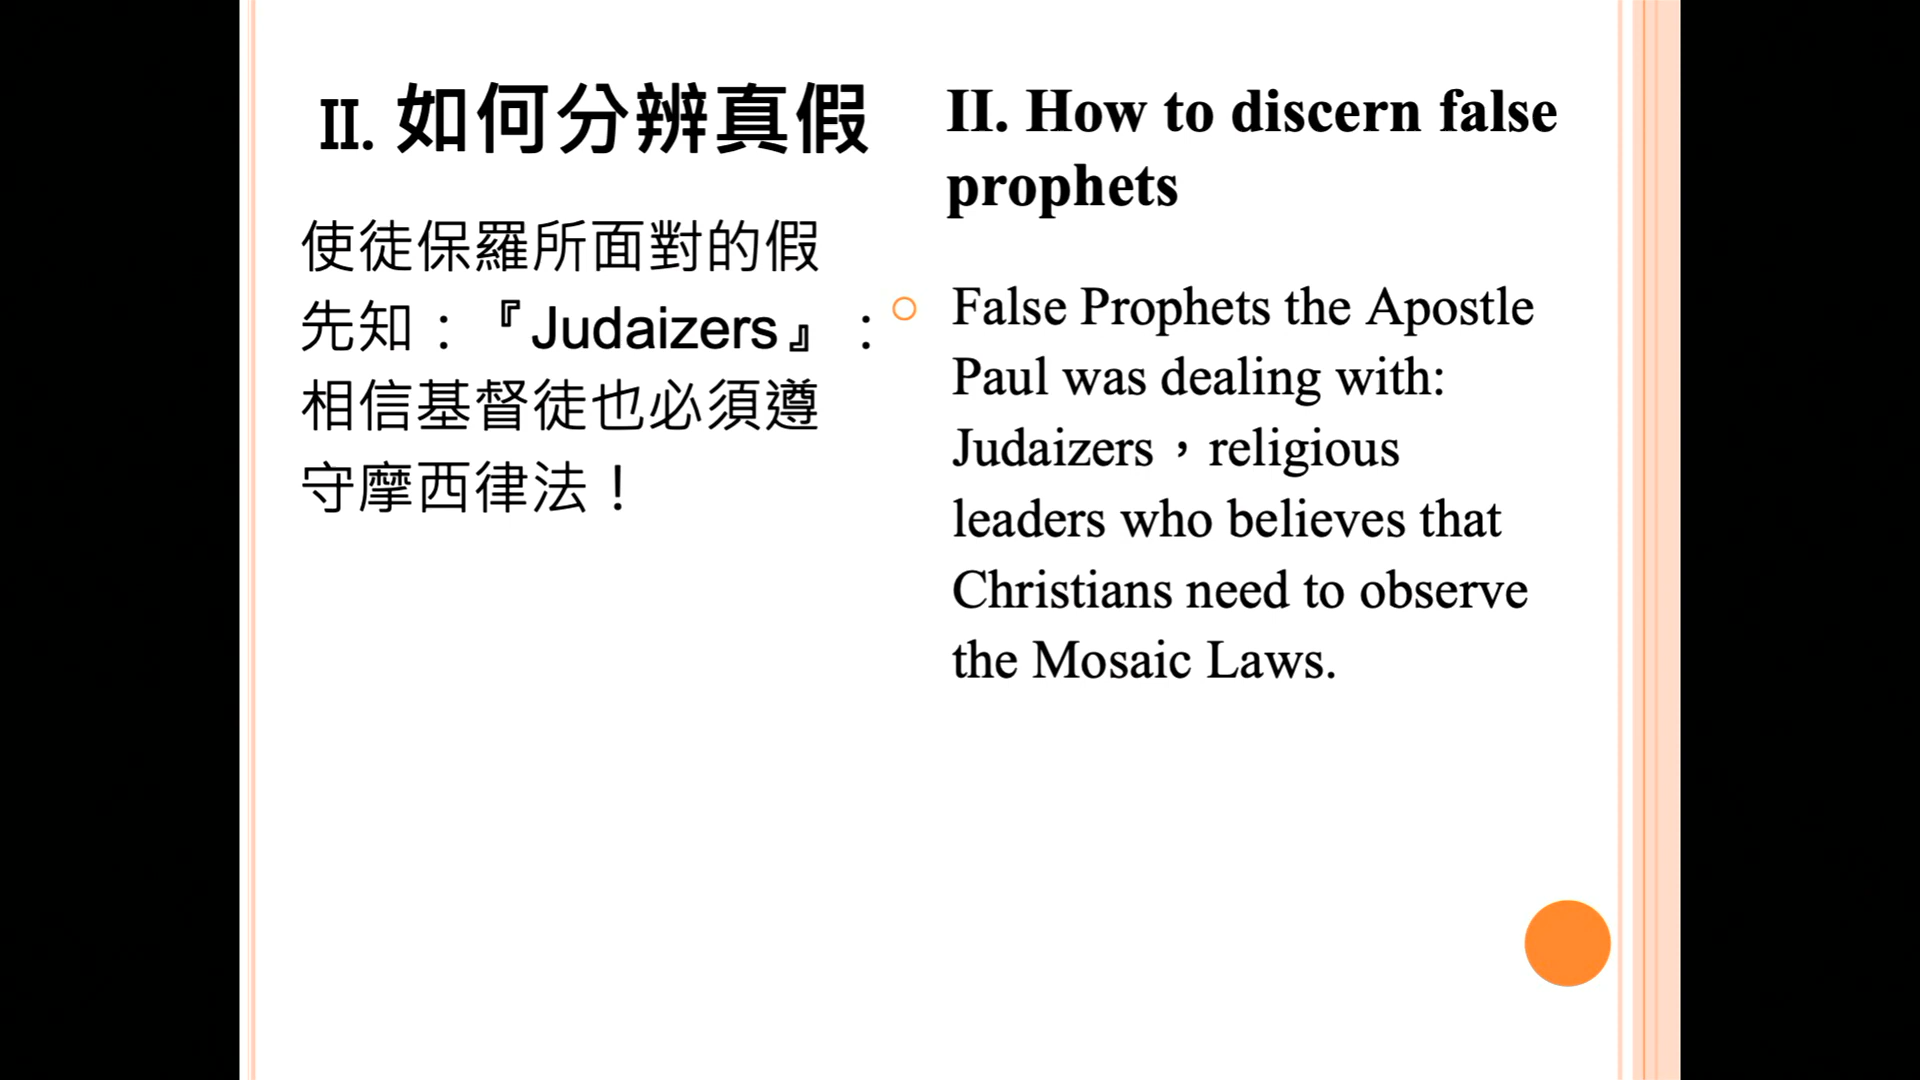 II. 如何分辨真假
使徒保羅所面對的假
先知：『Judaizers』：
相信基督徒也必須遵
守摩西律法！
II. How to discern false
prophets
False Prophets the Apostle
Paul was dealing with:
Judaizers，religious
leaders who believes that
Christians need to observe
the Mosaic Laws.